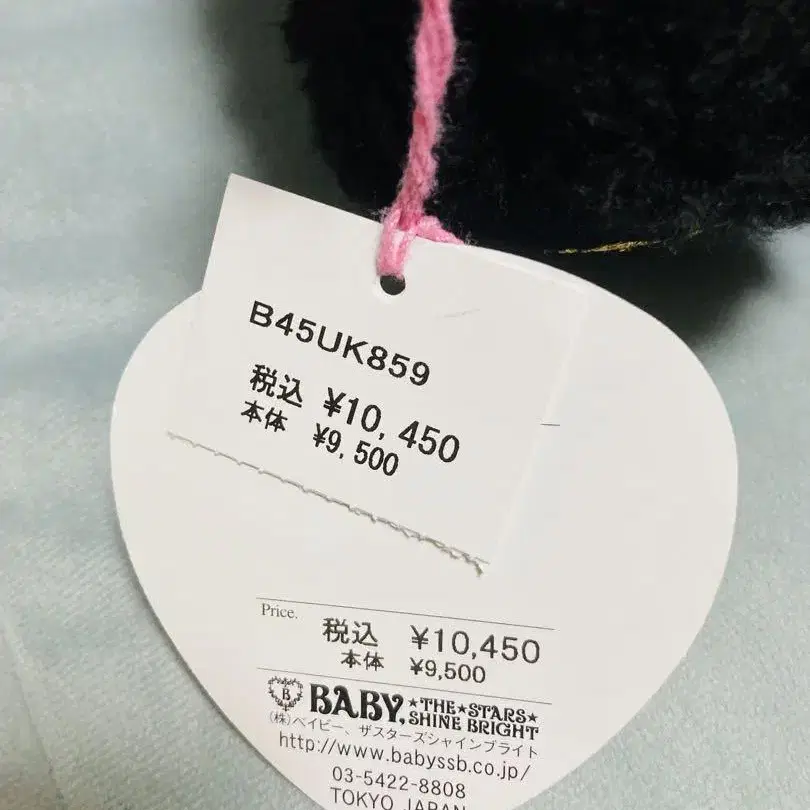 B45UK859
税込 ¥10,450
本体 ¥9,500
Price.
税込 ¥10,450
本体 ¥9,500
B
BABY, ★THE★STARS★
SHINE BRIGHT
(株)ベイビー、ザスターズシャインブライト
http://www.babyssb.co.jp/
03-5422-8808
TOKYO JAPAN